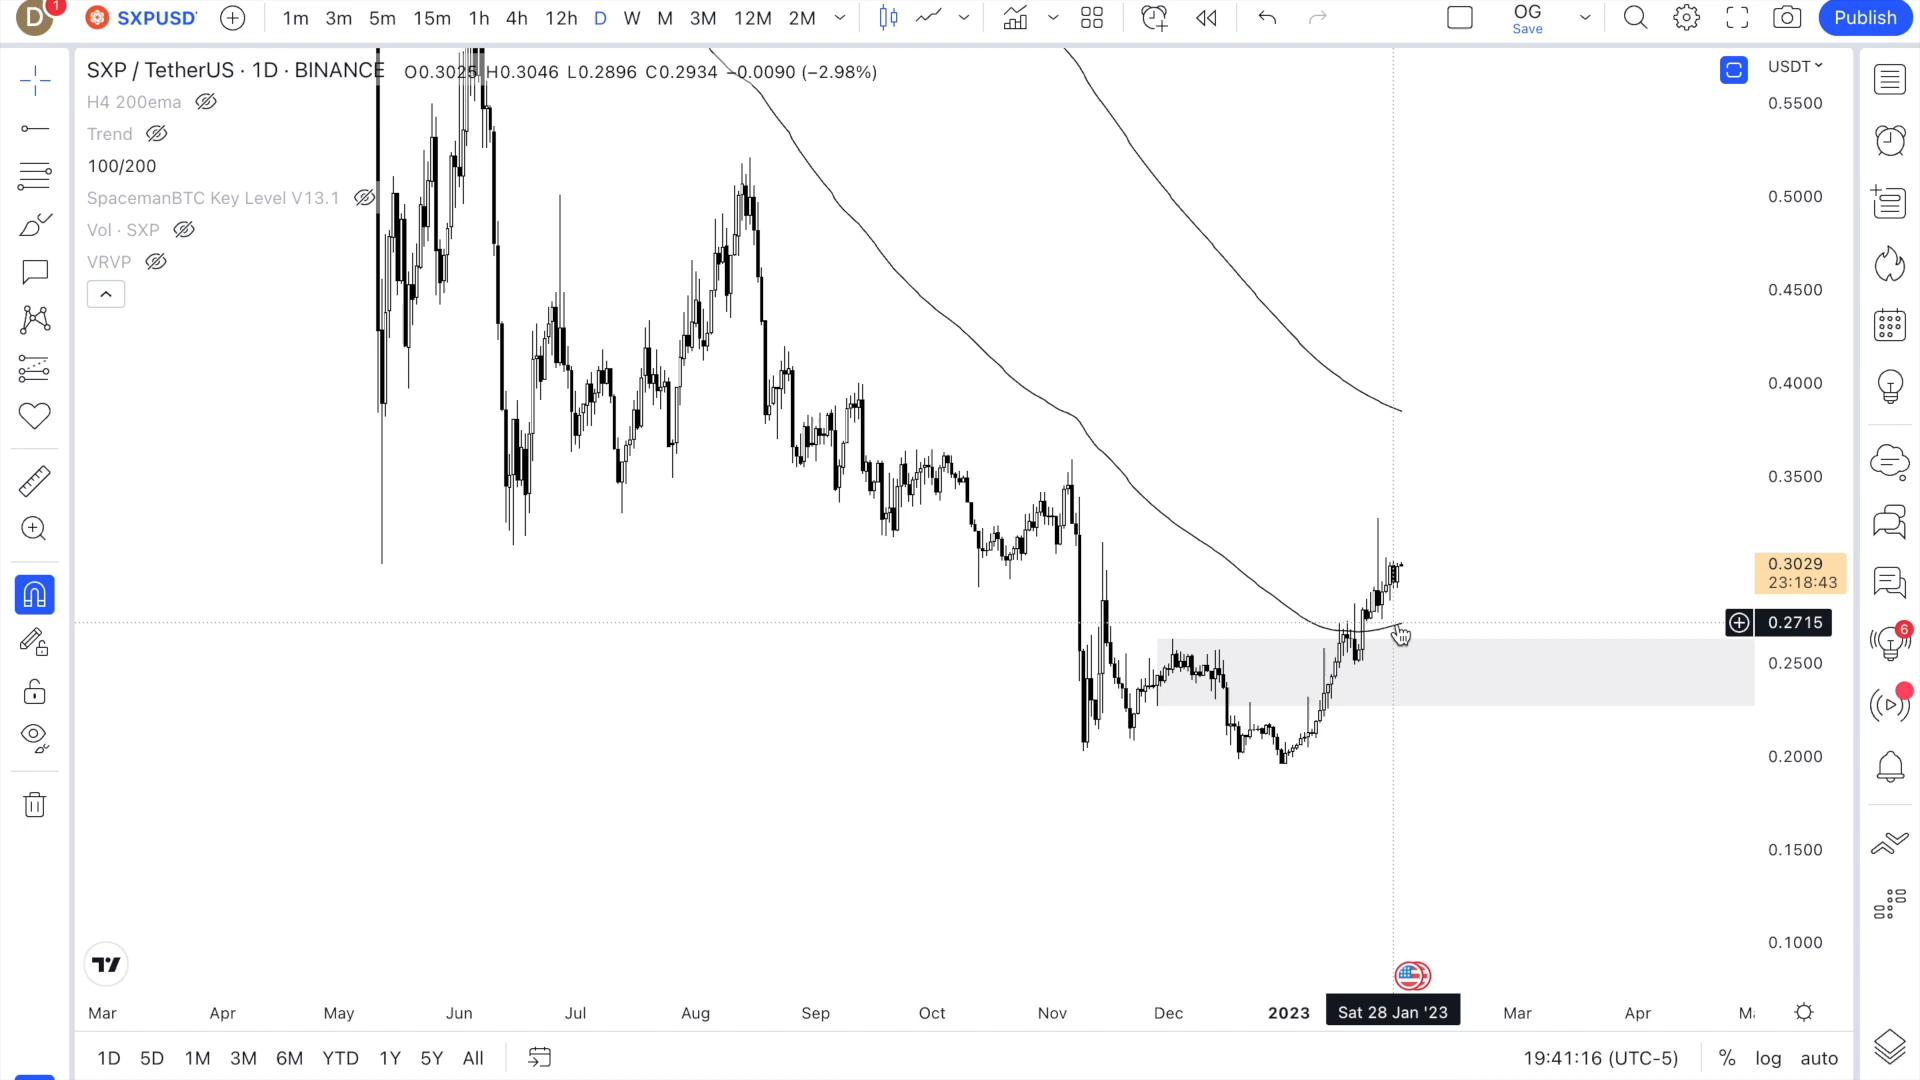 D 1 SXPUSD 1m 3m 5m 15m 1h 4h 12h D W M 3M 12M 2M OG Save Publish
SXP / TetherUS · 1D · BINANCE O0.3025 H0.3046 L0.2896 C0.2934 −0.0090 (−2.98%)
USDT
H4 200ema
Trend
100/200
SpacemanBTC Key Level V13.1
Vol · SXP
VRVP
0.5500
0.5000
0.4500
0.4000
0.3500
0.3029
23:18:43
0.2715
0.2500
0.2000
0.1500
0.1000
6
Mar Apr May Jun Jul Aug Sep Oct Nov Dec 2023 Sat 28 Jan '23 Mar Apr
1D 5D 1M 3M 6M YTD 1Y 5Y All 19:41:16 (UTC-5) % log auto